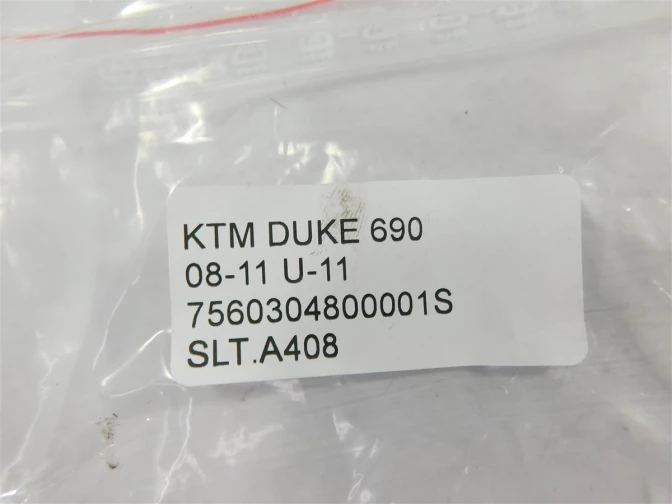 KTM DUKE 690
08-11 U-11
7560304800001S
SLT.A408